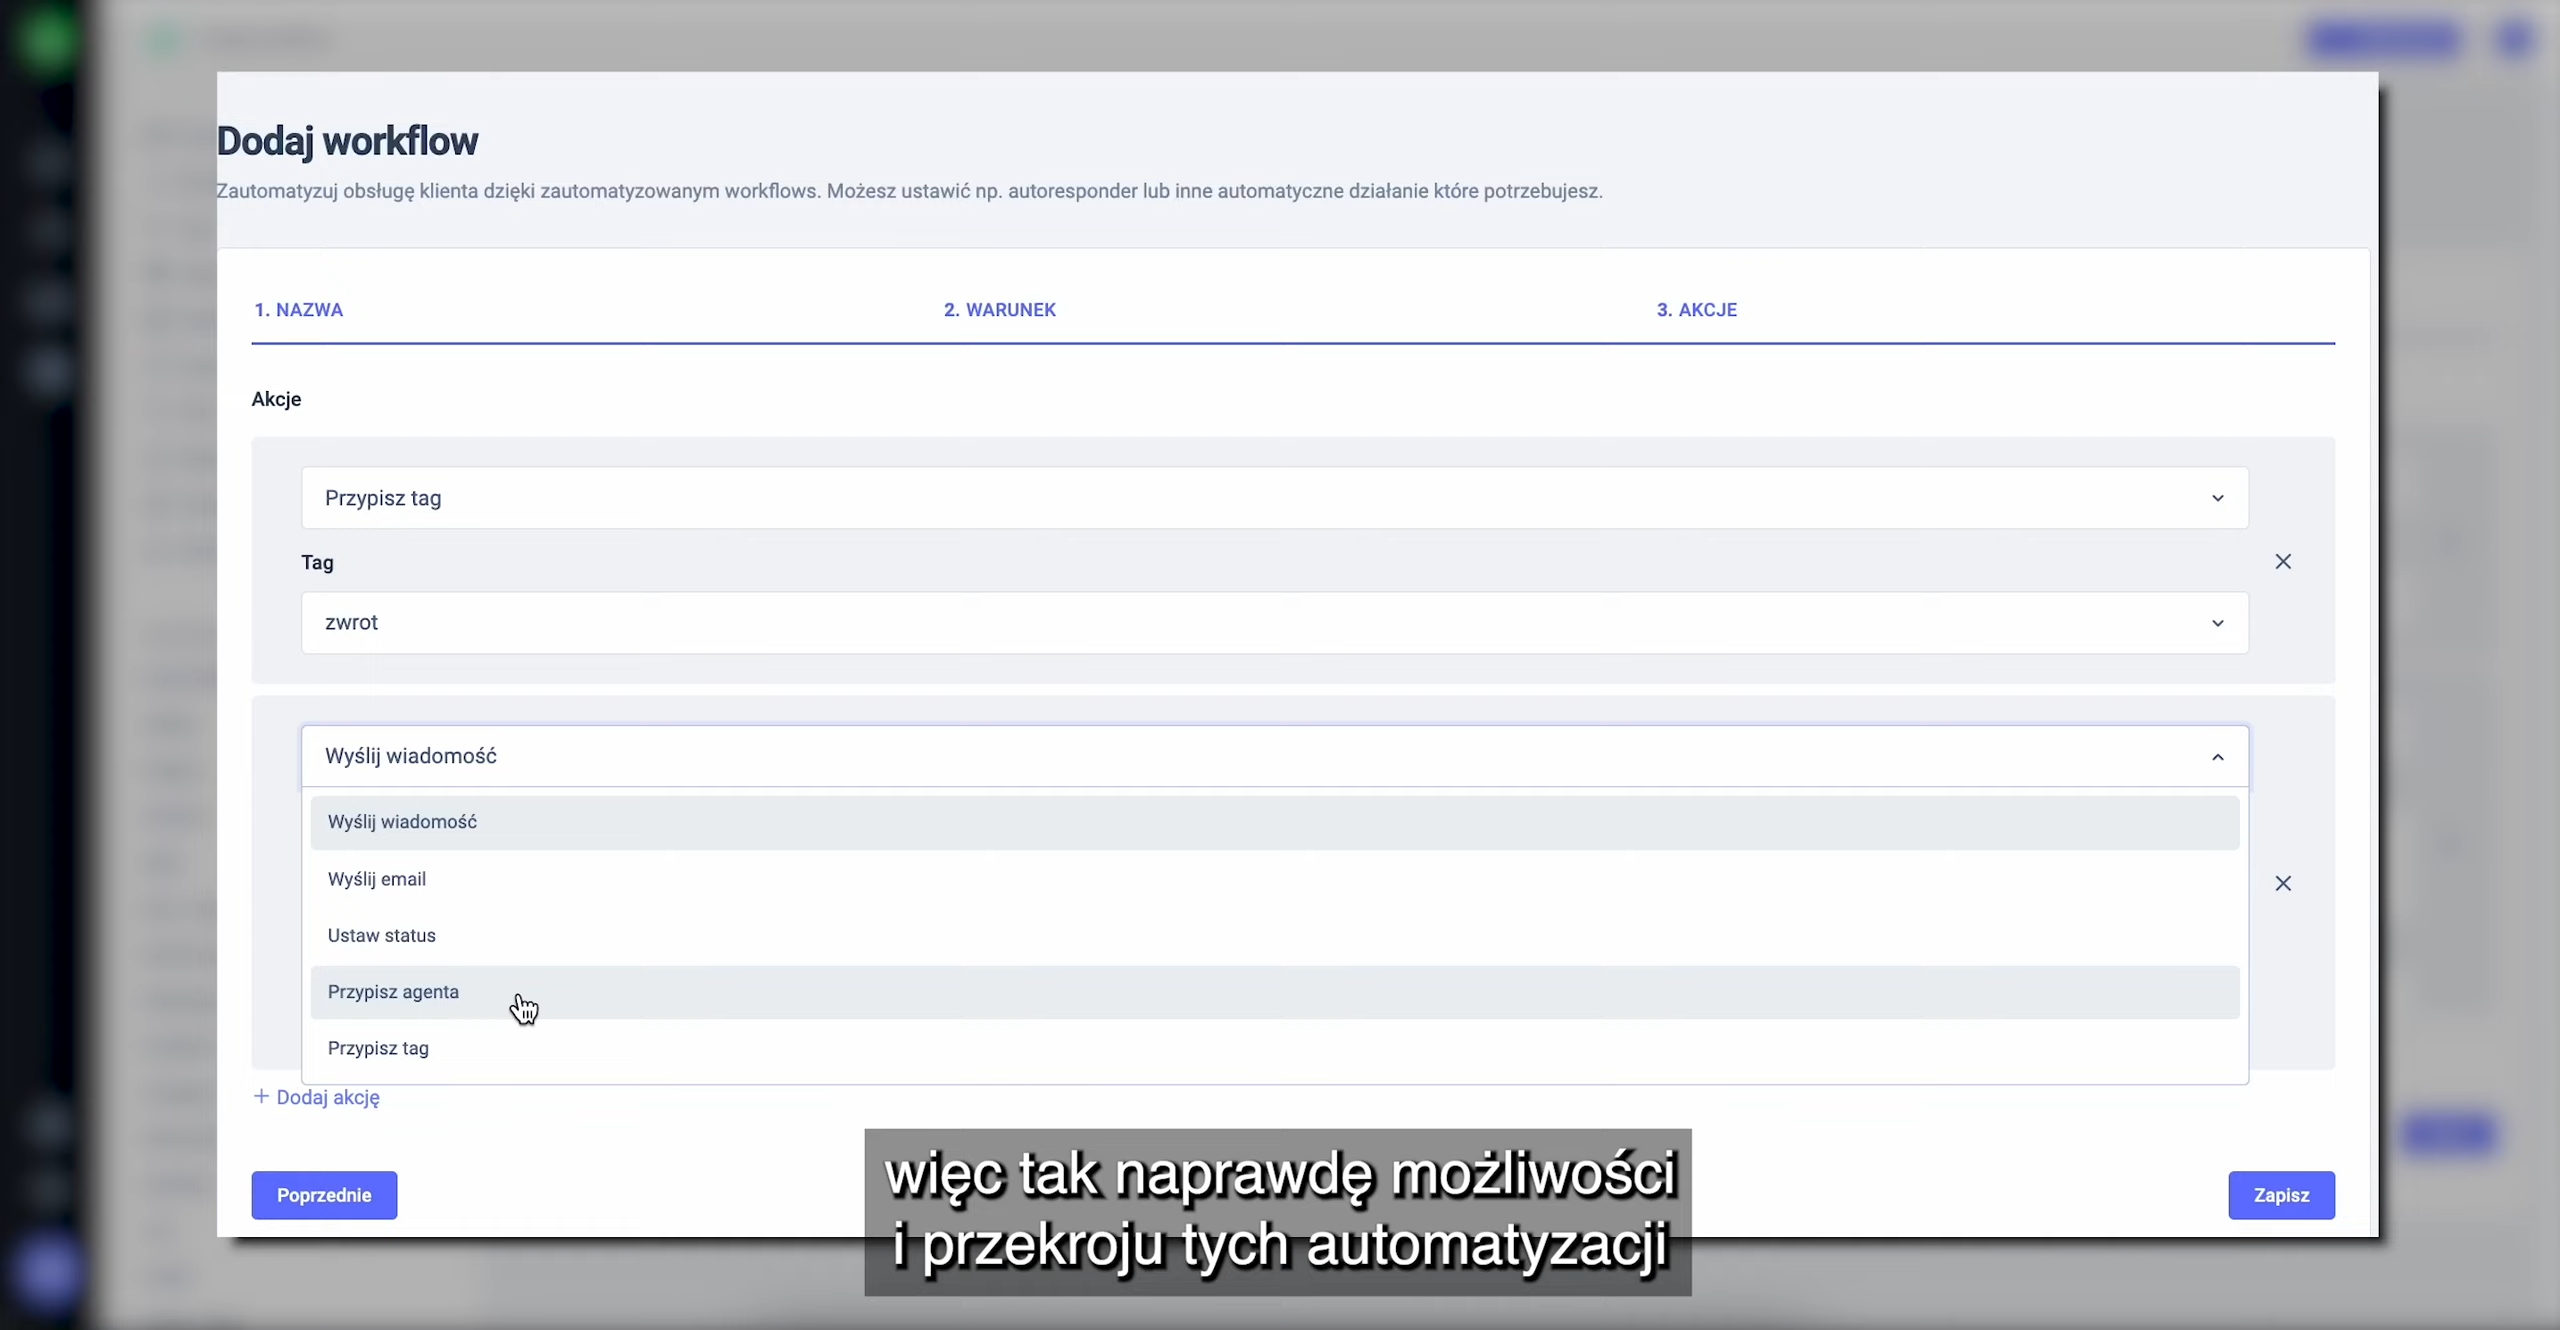 Dodaj workflow
Zautomatyzuj obsługę klienta dzięki zautomatyzowanym workflows. Możesz ustawić np. autoresponder lub inne automatyczne działanie które potrzebujesz.
1. NAZWA
2. WARUNEK
3. AKCJE
Akcje
Przypisz tag
Tag
zwrot
Wyślij wiadomość
Wyślij wiadomość
Wyślij email
Ustaw status
Przypisz agenta
Przypisz tag
+ Dodaj akcję
Poprzednie
Zapisz
więc tak naprawdę możliwości
i przekroju tych automatyzacji